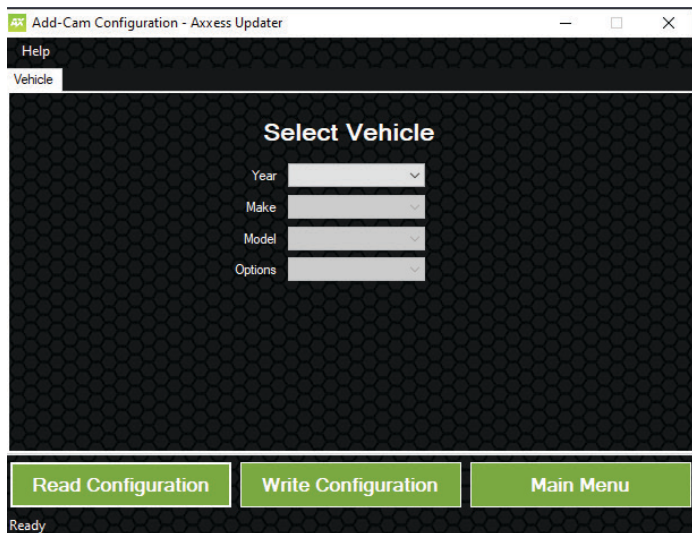 AX Add-Cam Configuration - Axxess Updater
Help
Vehicle
Select Vehicle
Year
Make
Model
Options
Read Configuration Write Configuration Main Menu
Ready